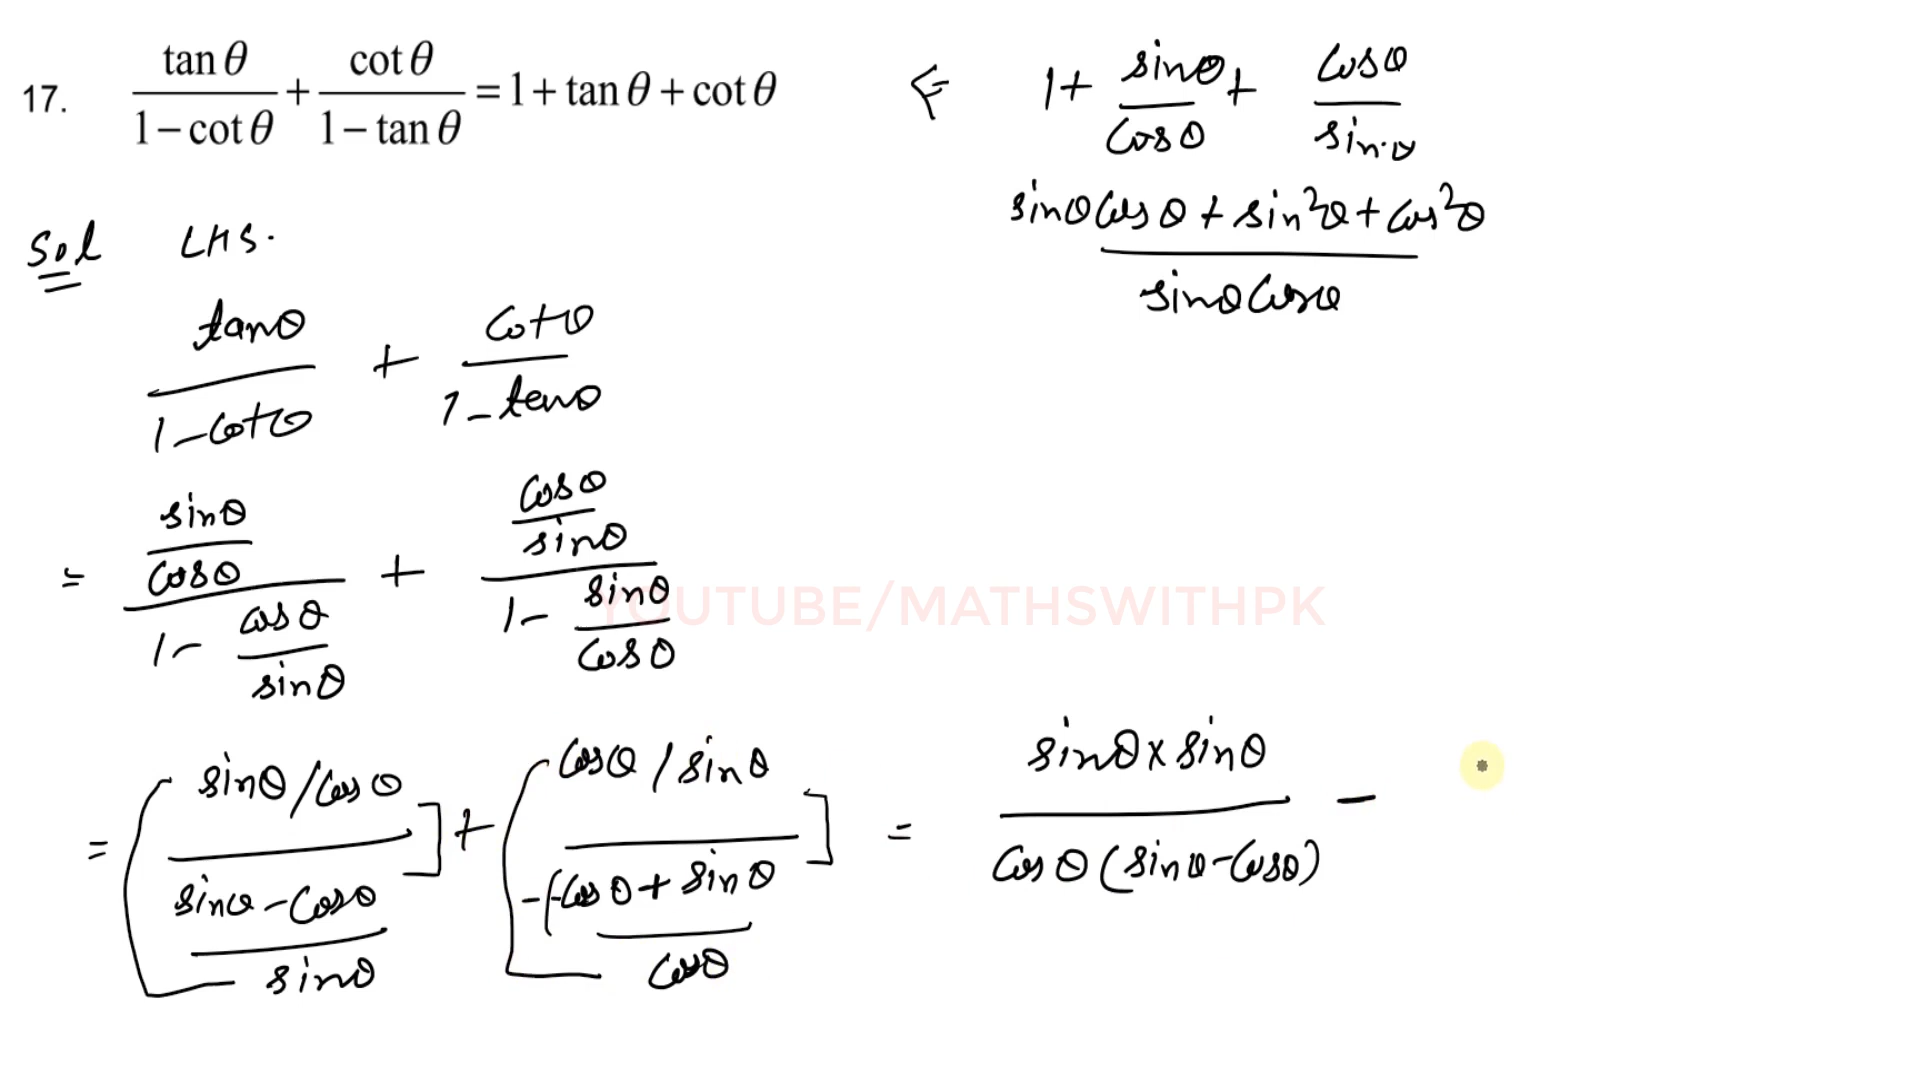 17. tanθ/(1−cotθ) + cotθ/(1−tanθ) = 1+tanθ+cotθ
1+ sinθ/cosθ + cosθ/sinθ
sinθcosθ + sin²θ + cos²θ
sinθcosθ
Sol LHS.
tanθ/(1−cotθ) + cotθ/(1−tanθ)
= (sinθ/cosθ)/(1− cosθ/sinθ) + (cosθ/sinθ)/(1− sinθ/cosθ)
YOUTUBE/MATHSWITHPK
= [sinθ/cosθ / (sinθ−cosθ / sinθ)] + [cosθ/sinθ / (−(−cosθ+sinθ / cosθ)] = sinθ×sinθ / cosθ(sinθ−cosθ) −